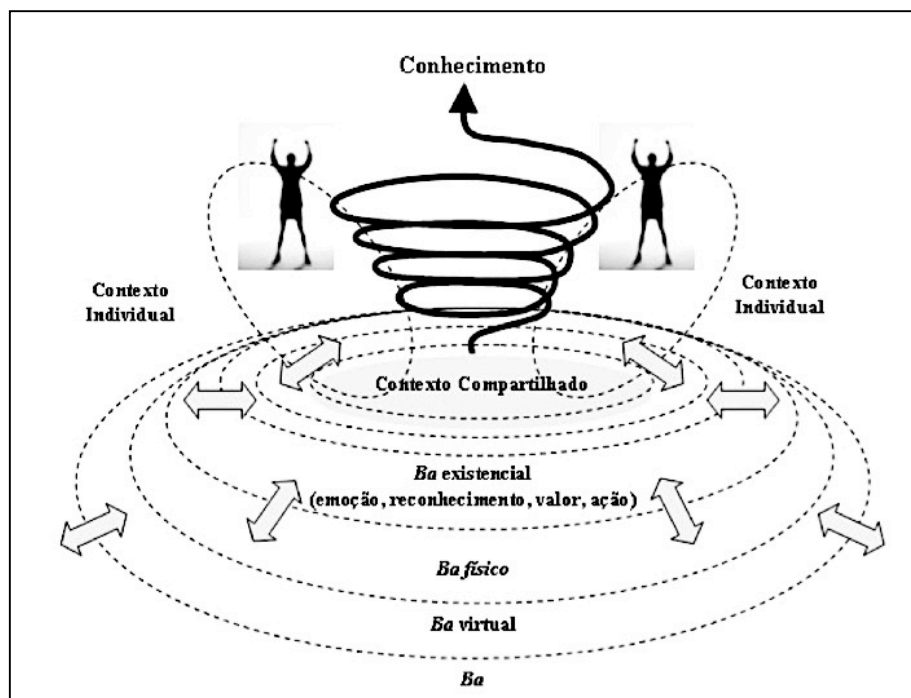 Conhecimento
Contexto
Individual
Contexto
Individual
Contexto Compartilhado
Ba existencial
(emoção, reconhecimento, valor, ação)
Ba físico
Ba virtual
Ba